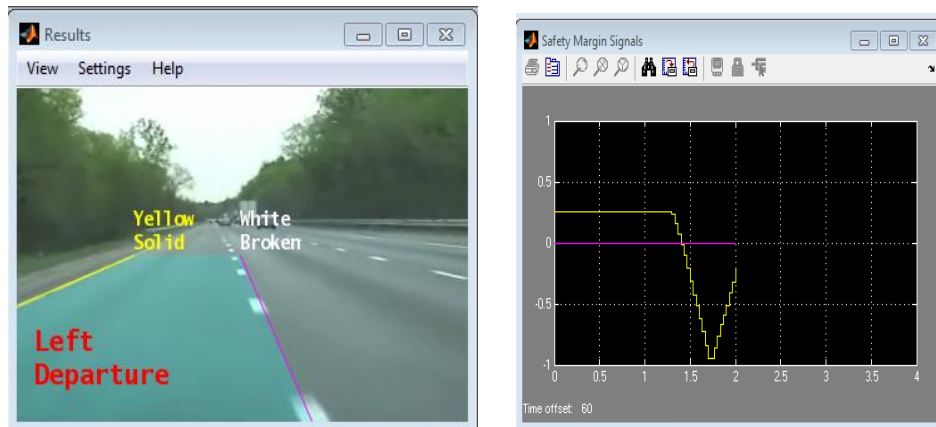 Results
View Settings Help
Yellow White
Solid Broken
Left
Departure
Safety Margin Signals
1
0.5
0
-0.5
-1
0 0.5 1 1.5 2 2.5 3 3.5 4
Time offset: 60